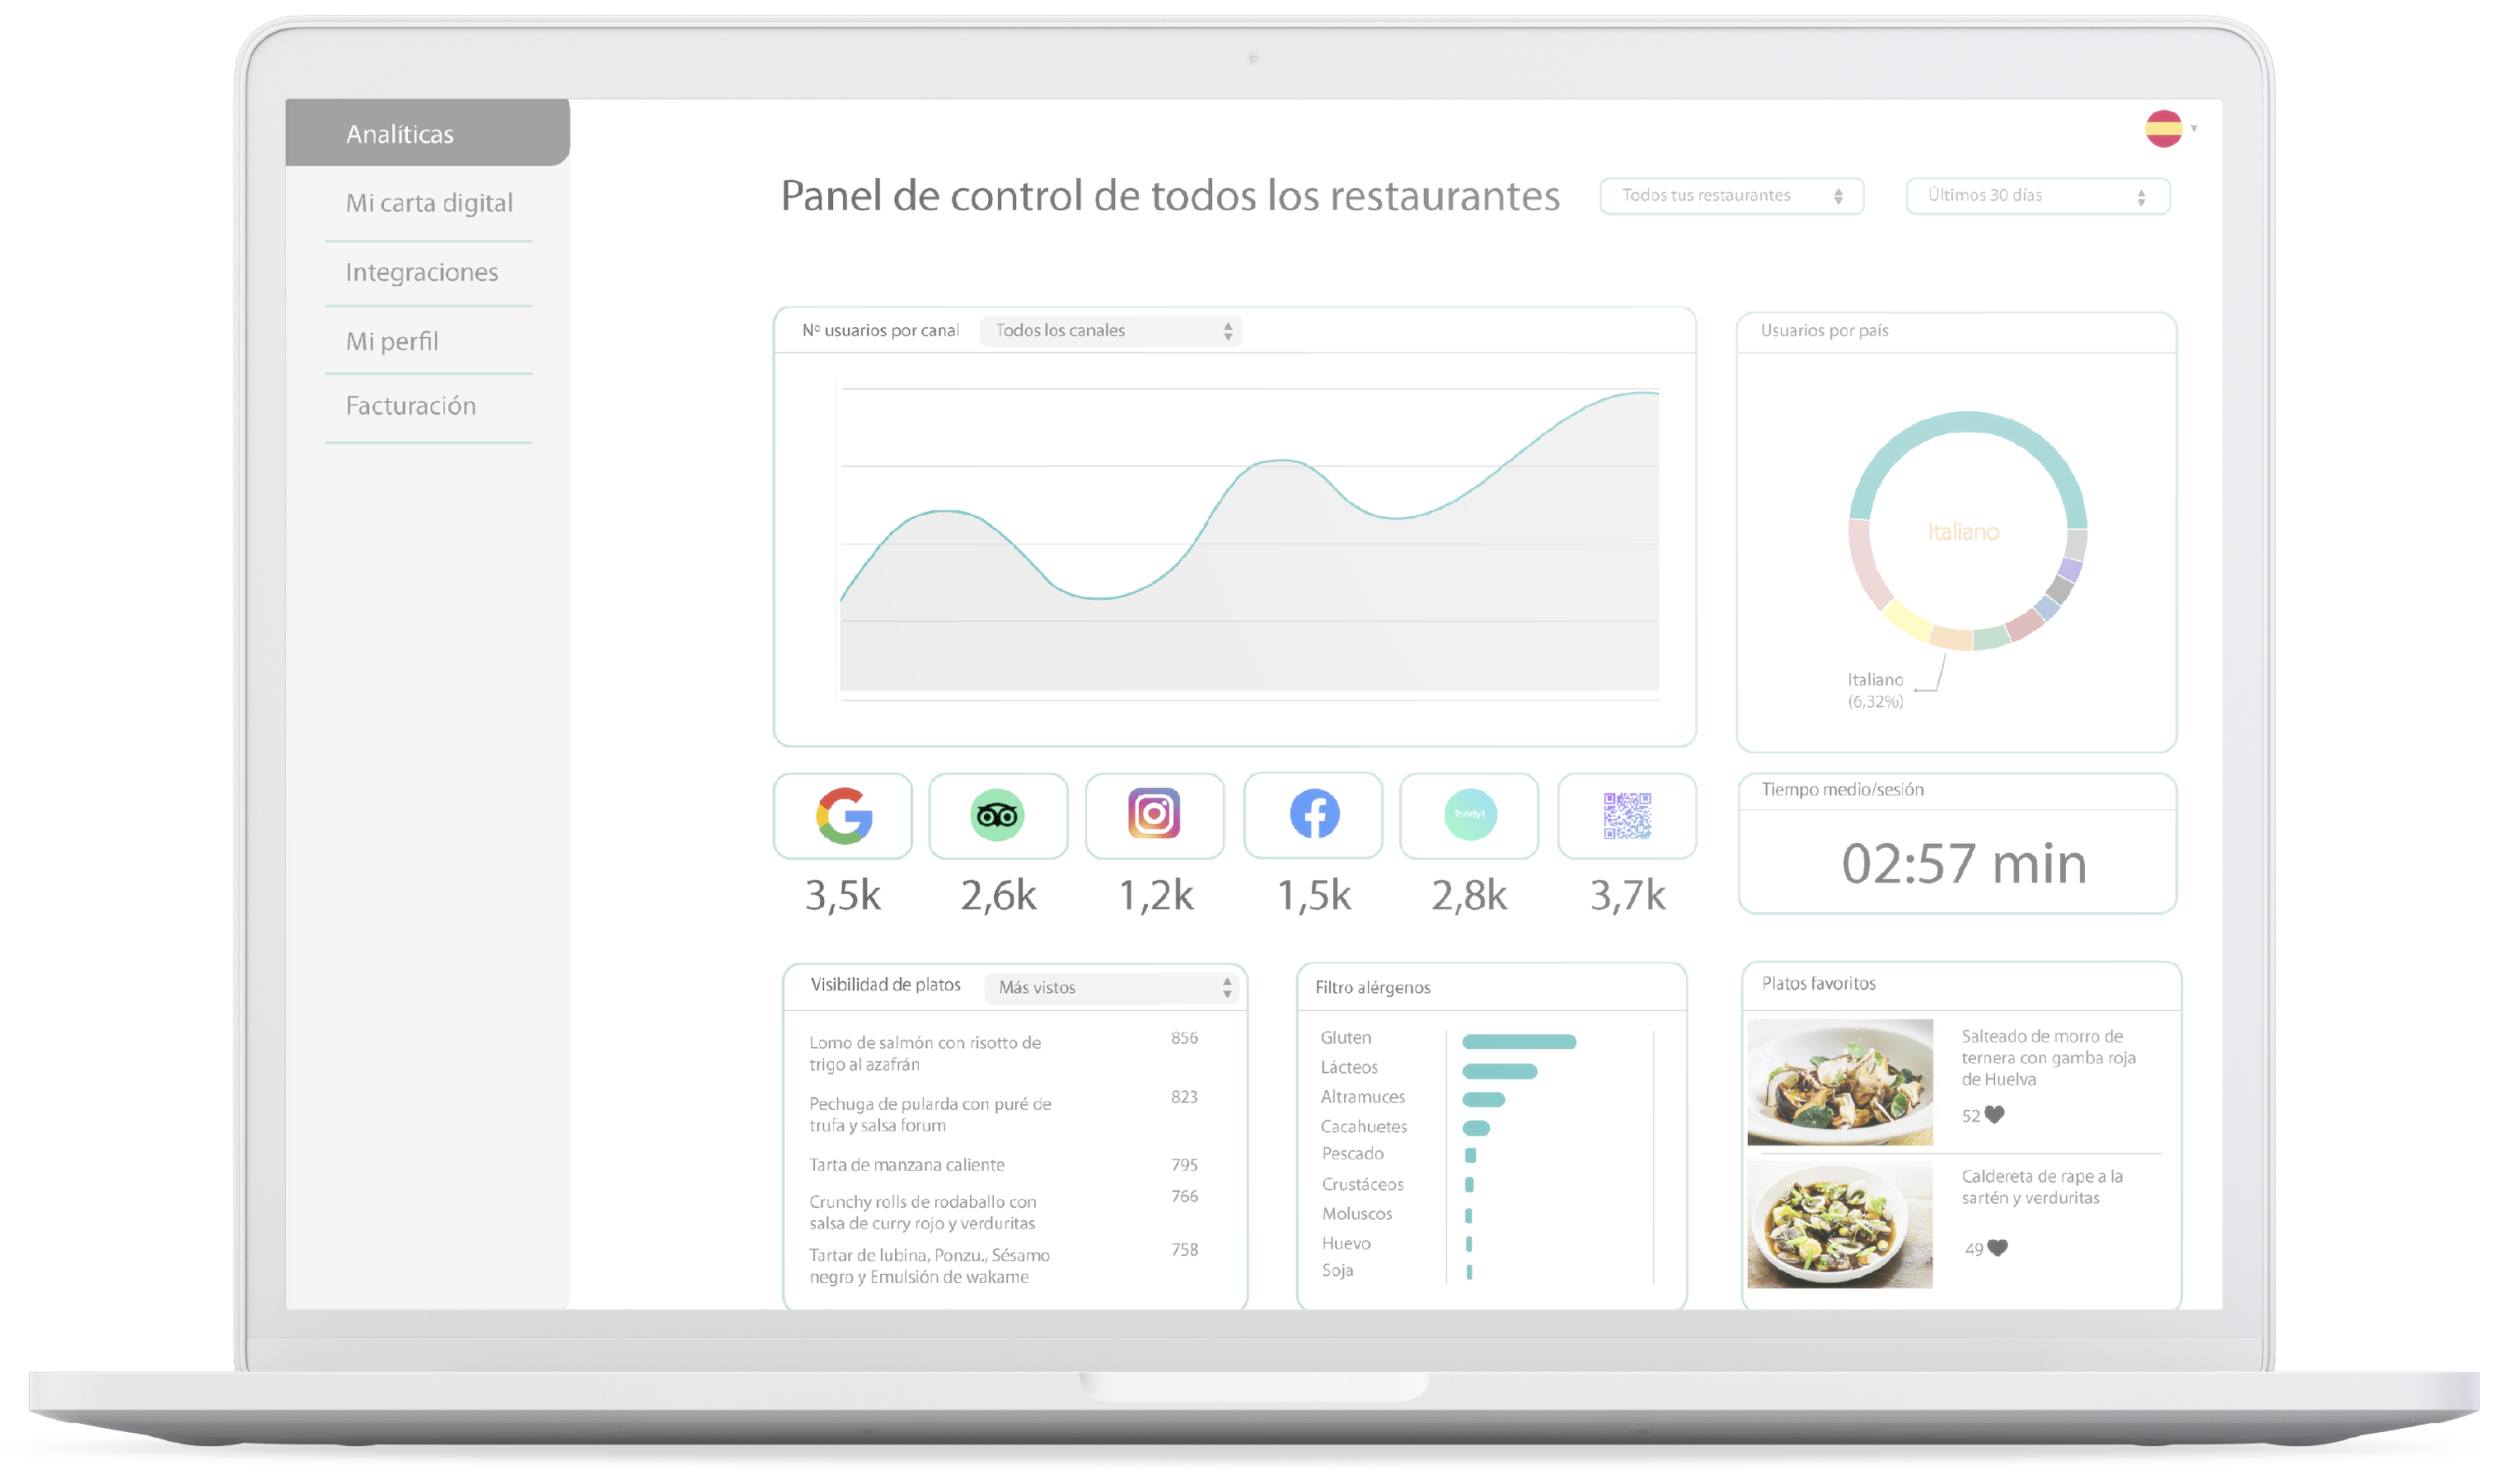 Analíticas
Mi carta digital
Integraciones
Mi perfil
Facturación
Panel de control de todos los restaurantes
Todos tus restaurantes
Últimos 30 días
Nº usuarios por canal
Todos los canales
Usuarios por país
Italiano
Italiano
(6,32%)
foodyt
3,5k
2,6k
1,2k
1,5k
2,8k
3,7k
Tiempo medio/sesión
02:57 min
Visibilidad de platos
Más vistos
Lomo de salmón con risotto de
trigo al azafrán
856
Pechuga de pularda con puré de
trufa y salsa forum
823
Tarta de manzana caliente
795
Crunchy rolls de rodaballo con
salsa de curry rojo y verduritas
766
Tartar de lubina, Ponzu., Sésamo
negro y Emulsión de wakame
758
Filtro alérgenos
Gluten
Lácteos
Altramuces
Cacahuetes
Pescado
Crustáceos
Moluscos
Huevo
Soja
Platos favoritos
Salteado de morro de
ternera con gamba roja
de Huelva
52
Caldereta de rape a la
sartén y verduritas
49